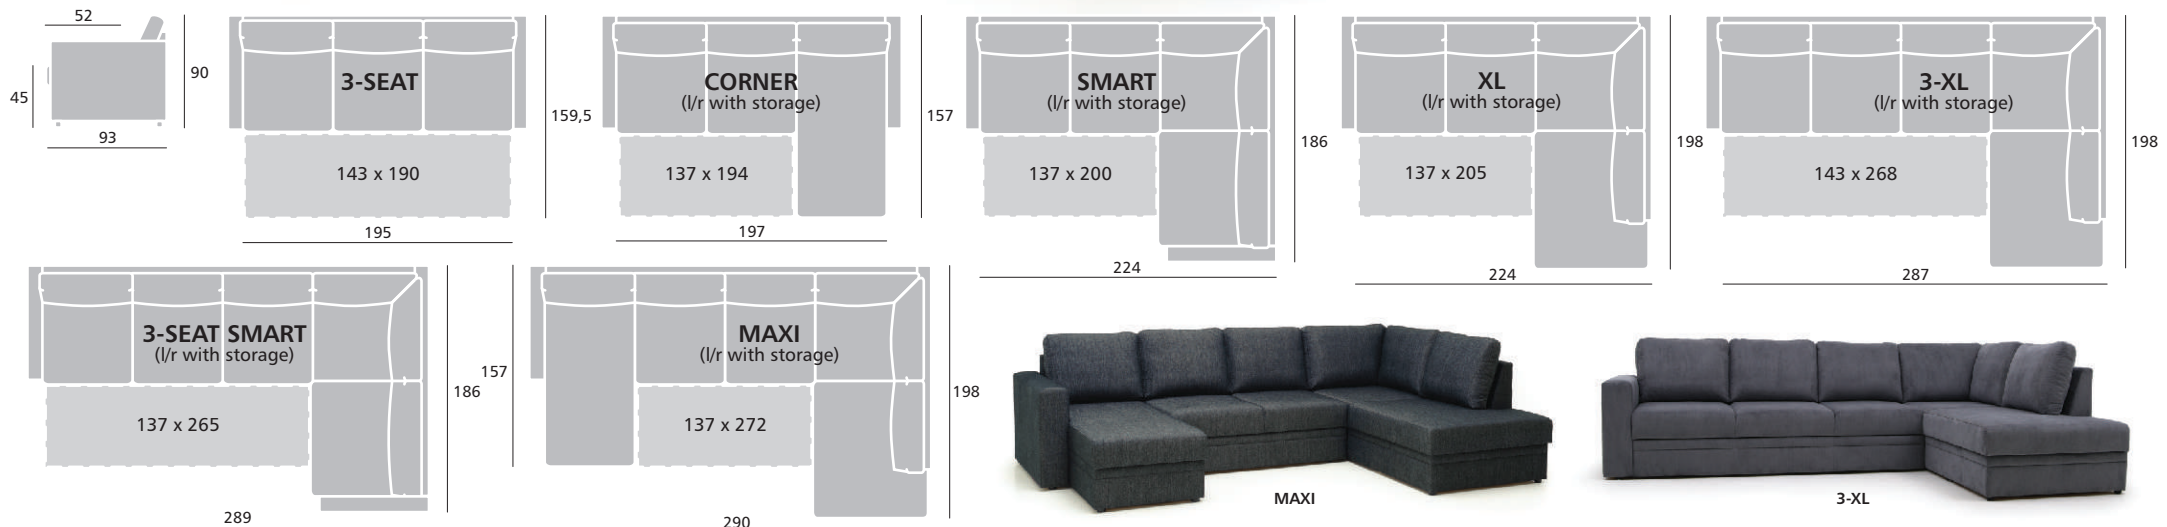 52
90
45
93
3-SEAT
143 x 190
195
159,5
CORNER
(l/r with storage)
137 x 194
197
157
SMART
(l/r with storage)
137 x 200
224
186
XL
(l/r with storage)
137 x 205
224
198
3-XL
(l/r with storage)
143 x 268
287
198
3-SEAT SMART
(l/r with storage)
137 x 265
289
186
157
MAXI
(l/r with storage)
137 x 272
290
198
MAXI
3-XL